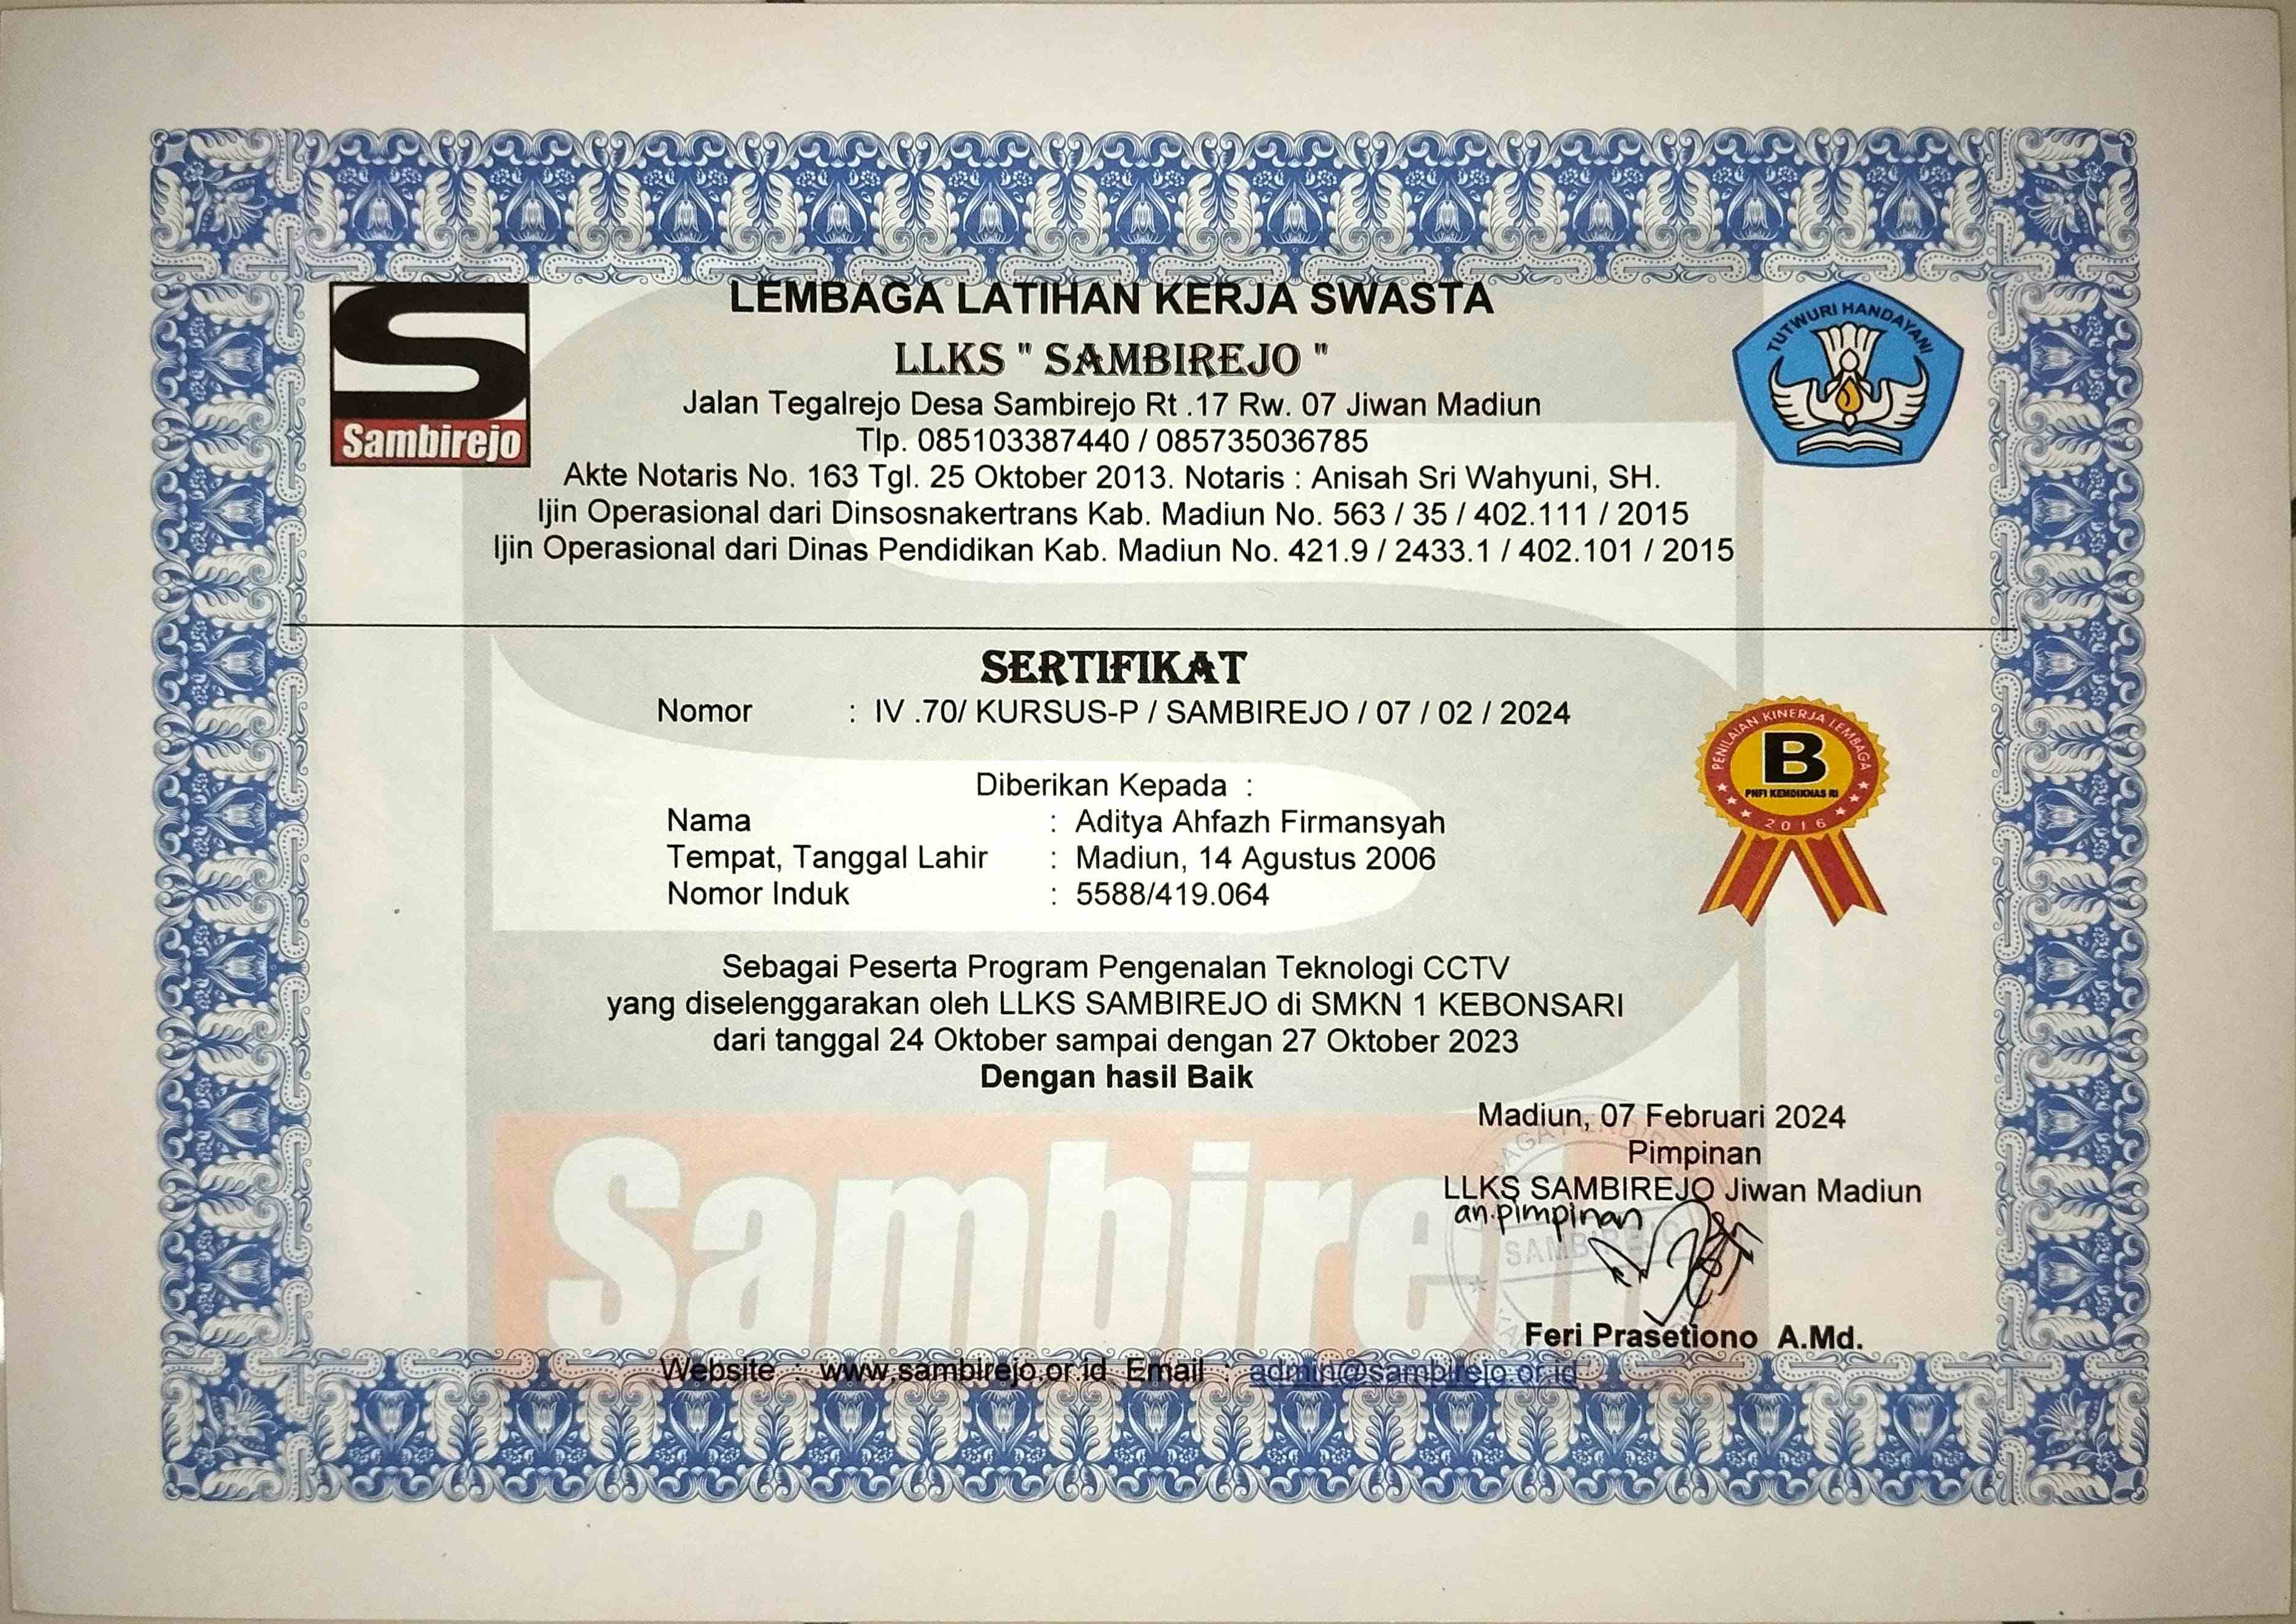 LEMBAGA LATIHAN KERJA SWASTA
LLKS " SAMBIREJO "
Jalan Tegalrejo Desa Sambirejo Rt .17 Rw. 07 Jiwan Madiun
Tlp. 085103387440 / 085735036785
Akte Notaris No. 163 Tgl. 25 Oktober 2013. Notaris : Anisah Sri Wahyuni, SH.
Ijin Operasional dari Dinsosnakertrans Kab. Madiun No. 563 / 35 / 402.111 / 2015
Ijin Operasional dari Dinas Pendidikan Kab. Madiun No. 421.9 / 2433.1 / 402.101 / 2015
S
Sambirejo
TUTWURI HANDAYANI
SERTIFIKAT
Nomor : IV .70/ KURSUS-P / SAMBIREJO / 07 / 02 / 2024
Diberikan Kepada :
Nama : Aditya Ahfazh Firmansyah
Tempat, Tanggal Lahir : Madiun, 14 Agustus 2006
Nomor Induk : 5588/419.064
PENILAIAN KINERJA LEMBAGA
B
PNFI KEMDIKNAS RI
2016
Sebagai Peserta Program Pengenalan Teknologi CCTV
yang diselenggarakan oleh LLKS SAMBIREJO di SMKN 1 KEBONSARI
dari tanggal 24 Oktober sampai dengan 27 Oktober 2023
Dengan hasil Baik
Madiun, 07 Februari 2024
Pimpinan
LLKS SAMBIREJO Jiwan Madiun
an.pimpinan
SAMBIREJO
Feri Prasetiono A.Md.
Website : www.sambirejo.or.id Email : admin@sambirejo.or.id